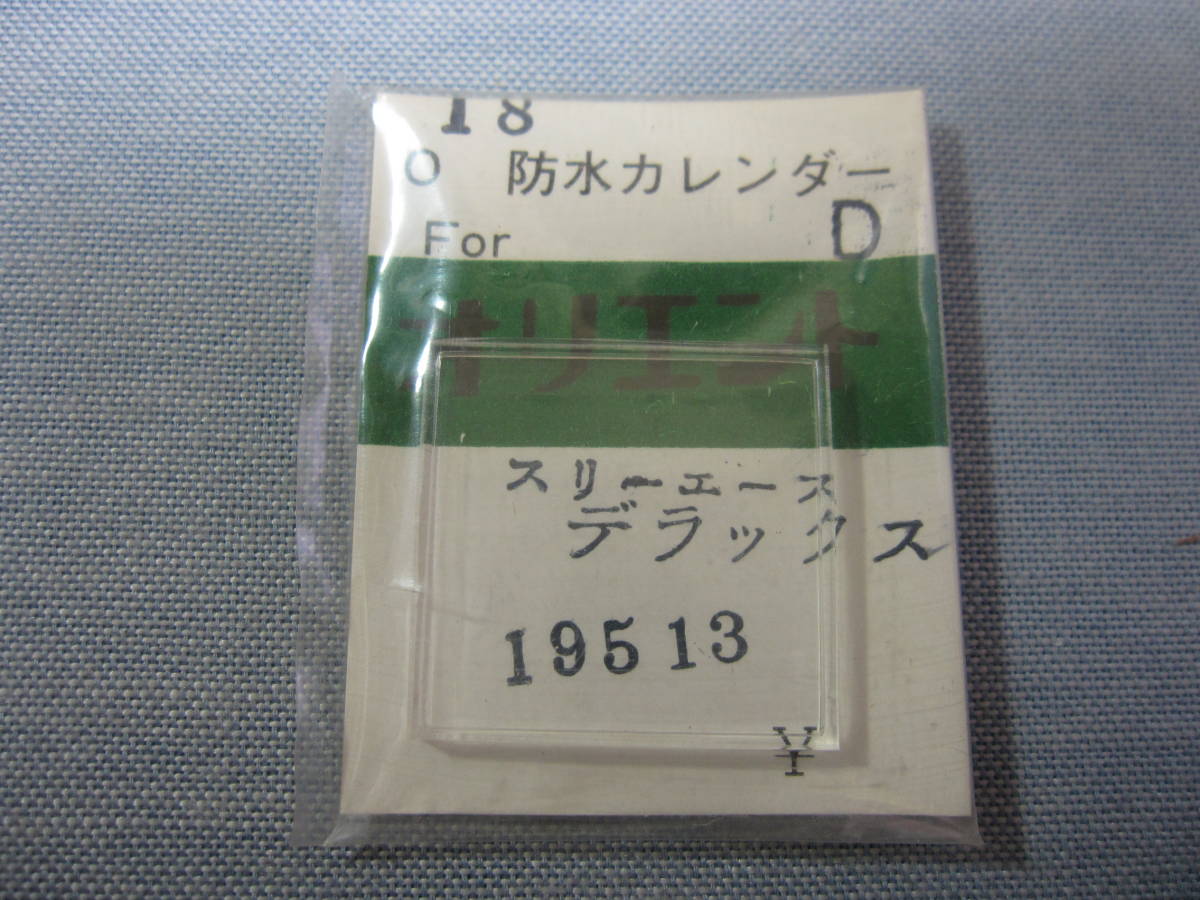 18
O 防水カレンダー
For D
オリエント
スリーエース
デラックス
19513
¥